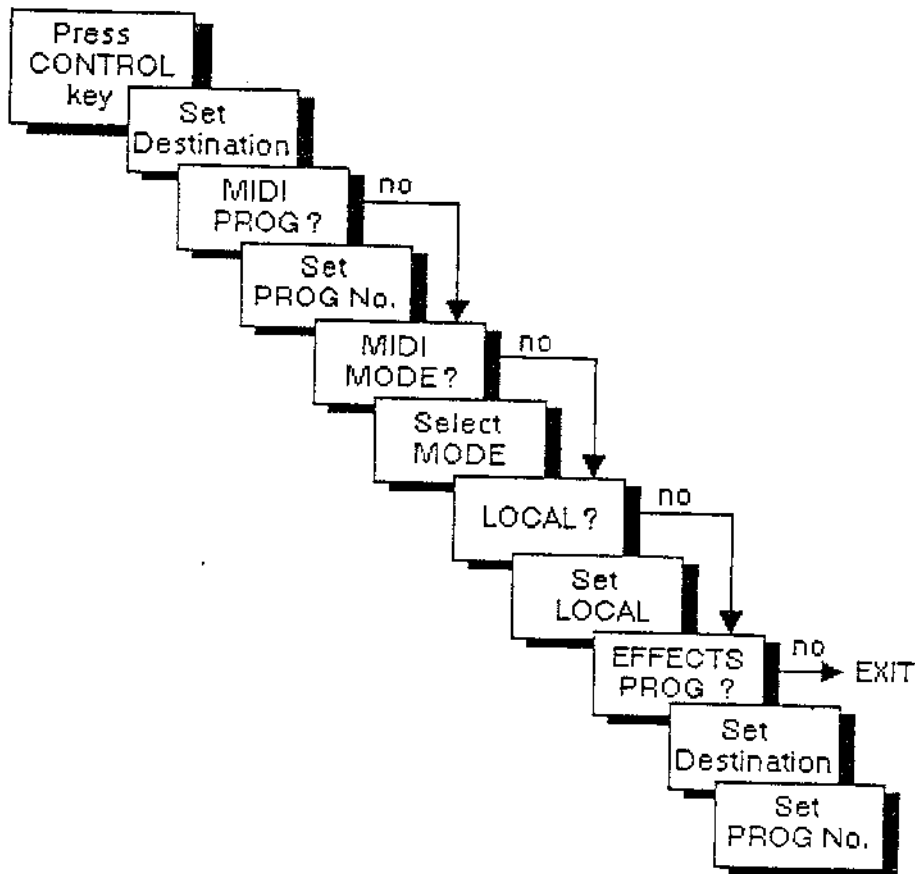 Press
CONTROL
key
Set
Destination
MIDI
PROG?
no
Set
PROG No.
MIDI
MODE?
no
Select
MODE
LOCAL?
no
Set
LOCAL
EFFECTS
PROG ?
no
EXIT
Set
Destination
Set
PROG No.